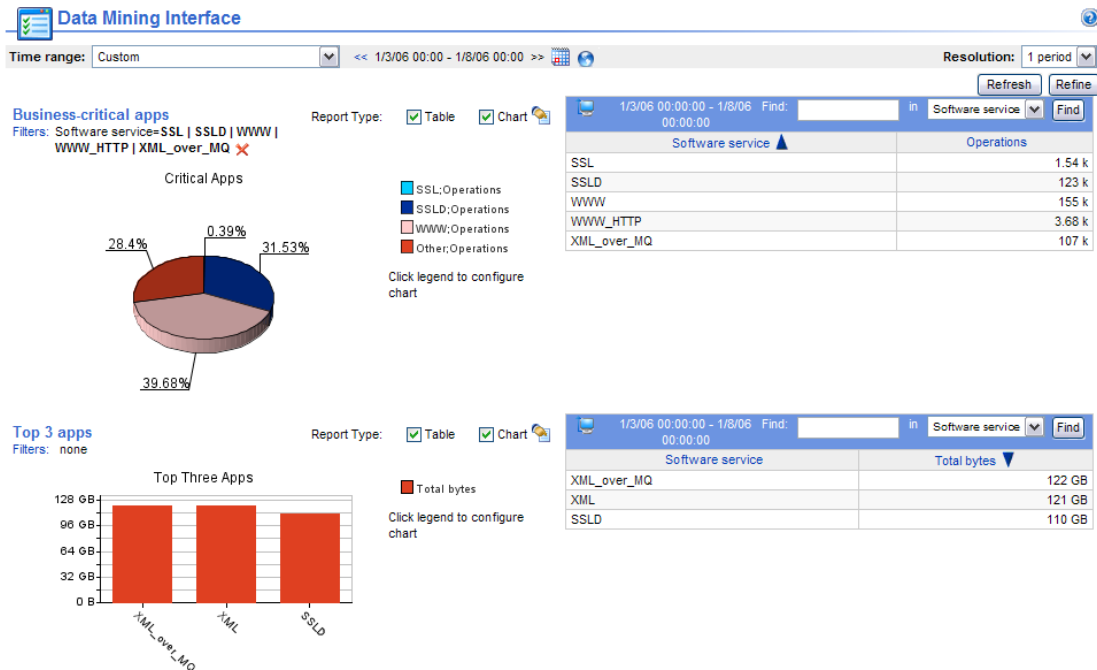 Data Mining Interface
Time range: Custom << 1/3/06 00:00 - 1/8/06 00:00 >> Resolution: 1 period
Refresh Refine
Business-critical apps
Filters: Software service=SSL | SSLD | WWW |
WWW_HTTP | XML_over_MQ
Report Type: Table Chart
Critical Apps
28.4%
0.39%
31.53%
39.68%
SSL;Operations
SSLD;Operations
WWW;Operations
Other;Operations
Click legend to configure
chart
1/3/06 00:00:00 - 1/8/06 Find: in Software service Find
00:00:00
Software service Operations
SSL 1.54 k
SSLD 123 k
WWW 155 k
WWW_HTTP 3.68 k
XML_over_MQ 107 k
Top 3 apps
Filters: none
Report Type: Table Chart
Top Three Apps
128 GB
96 GB
64 GB
32 GB
0 B
XML_over_MQ
XML
SSLD
Total bytes
Click legend to configure
chart
1/3/06 00:00:00 - 1/8/06 Find: in Software service Find
00:00:00
Software service Total bytes
XML_over_MQ 122 GB
XML 121 GB
SSLD 110 GB